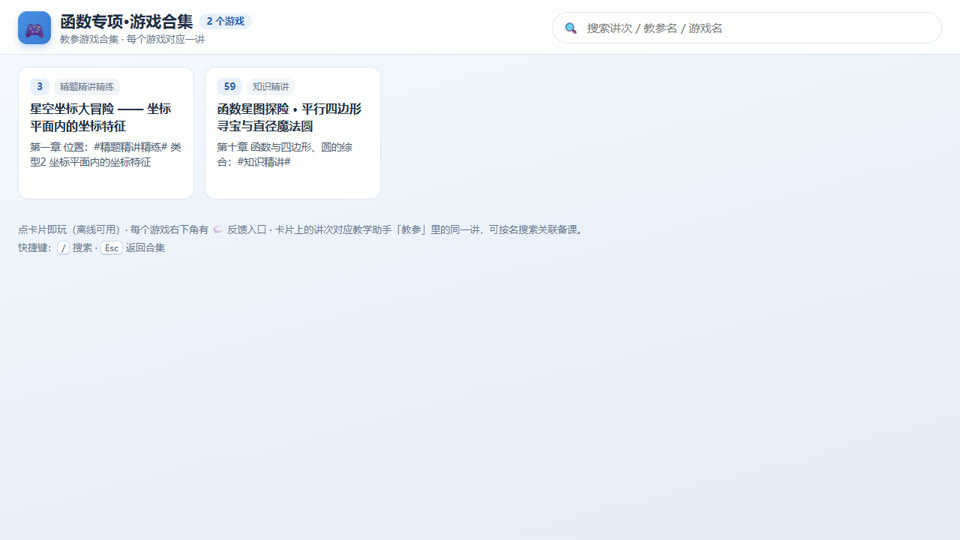 函数专项·游戏合集 2 个游戏
教参游戏合集 · 每个游戏对应一讲
搜索讲次 / 教参名 / 游戏名
3 精题精讲精练
星空坐标大冒险 —— 坐标
平面内的坐标特征
第一章 位置：#精题精讲精练# 类
型2 坐标平面内的坐标特征
59 知识精讲
函数星图探险 • 平行四边形
寻宝与直径魔法圆
第十章 函数与四边形、圆的综
合：#知识精讲#
点卡片即玩（离线可用） · 每个游戏右下角有 💬 反馈入口 · 卡片上的讲次对应教学助手「教参」里的同一讲，可按名搜索关联备课。
快捷键： / 搜索 · Esc 返回合集